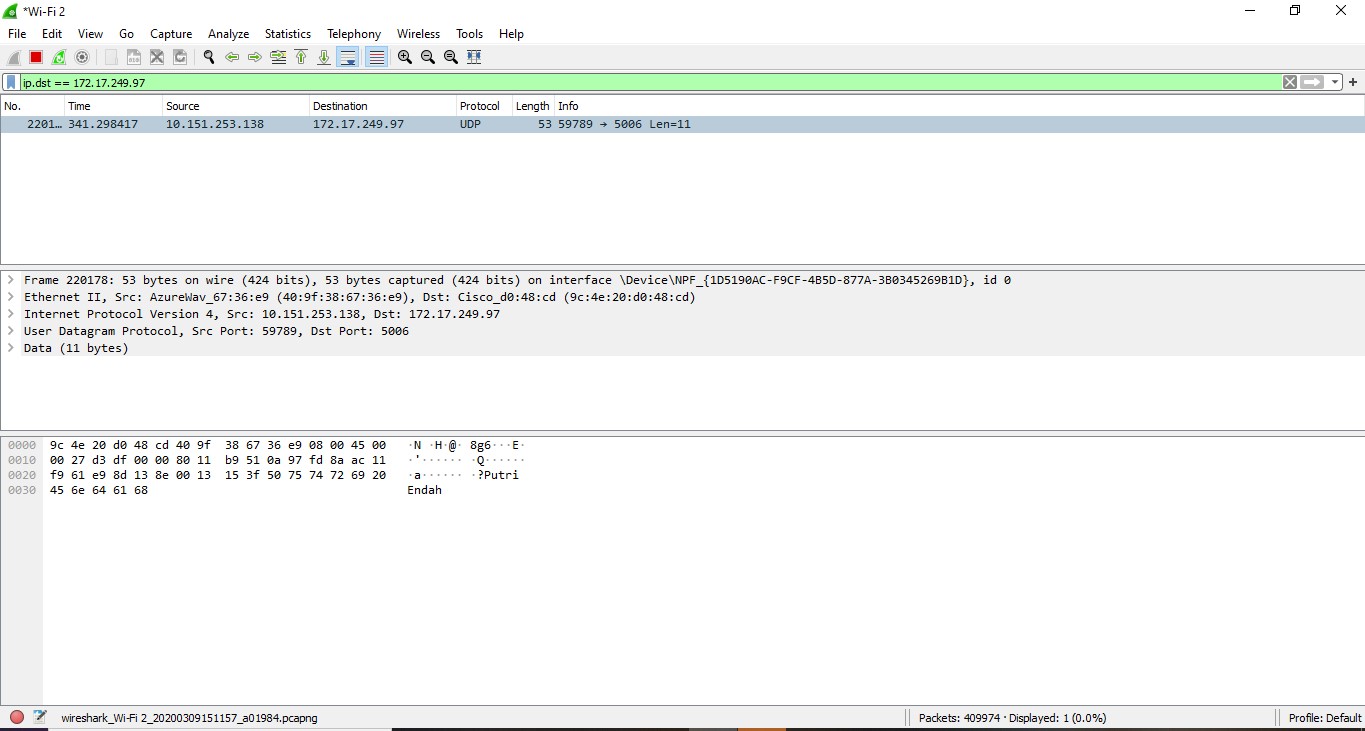 *Wi-Fi 2
File Edit View Go Capture Analyze Statistics Telephony Wireless Tools Help
ip.dst == 172.17.249.97
No. Time Source Destination Protocol Length Info
2201… 341.298417 10.151.253.138 172.17.249.97 UDP 53 59789 → 5006 Len=11
Frame 220178: 53 bytes on wire (424 bits), 53 bytes captured (424 bits) on interface \Device\NPF_{1D5190AC-F9CF-4B5D-877A-3B0345269B1D}, id 0
Ethernet II, Src: AzureWav_67:36:e9 (40:9f:38:67:36:e9), Dst: Cisco_d0:48:cd (9c:4e:20:d0:48:cd)
Internet Protocol Version 4, Src: 10.151.253.138, Dst: 172.17.249.97
User Datagram Protocol, Src Port: 59789, Dst Port: 5006
Data (11 bytes)
0000 9c 4e 20 d0 48 cd 40 9f 38 67 36 e9 08 00 45 00 ·N ·H·@· 8g6···E·
0010 00 27 d3 df 00 00 80 11 b9 51 0a 97 fd 8a ac 11 ·'······ ·Q······
0020 f9 61 e9 8d 13 8e 00 13 15 3f 50 75 74 72 69 20 ·a······ ·?Putri
0030 45 6e 64 61 68 Endah
wireshark_Wi-Fi 2_20200309151157_a01984.pcapng Packets: 409974 · Displayed: 1 (0.0%) Profile: Default